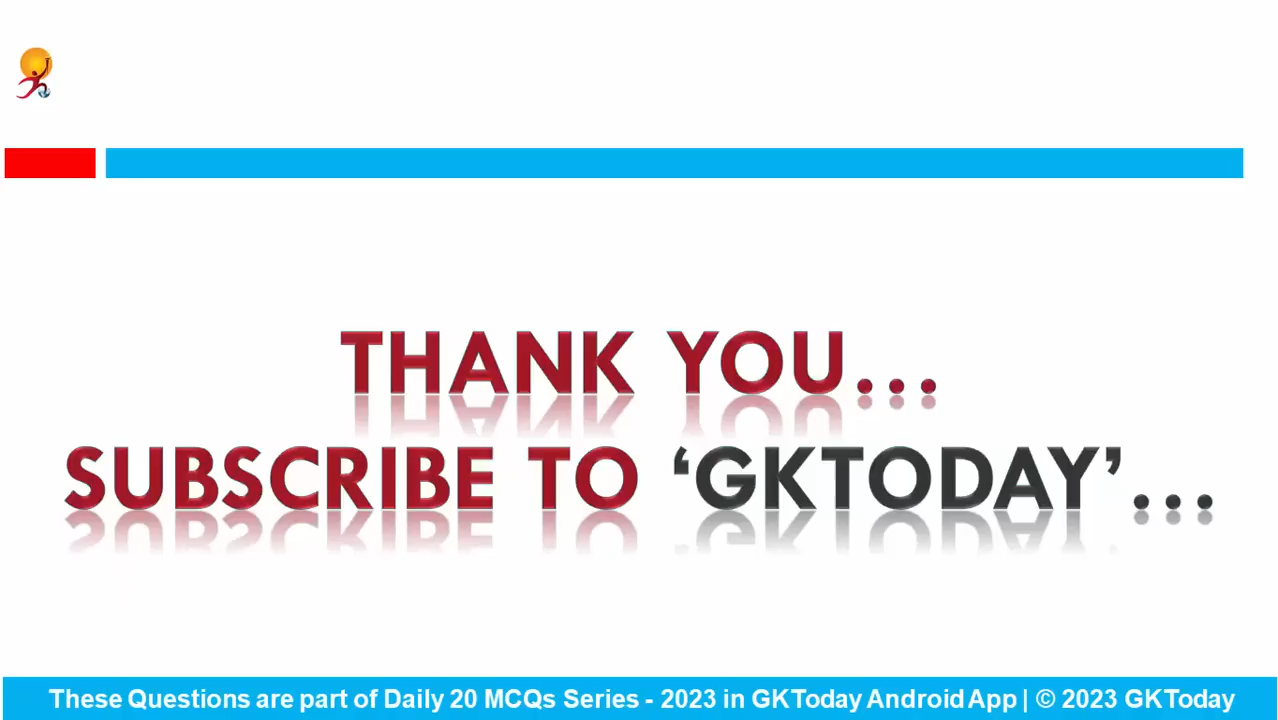 THANK YOU...
SUBSCRIBE TO ‘GKTODAY’...
These Questions are part of Daily 20 MCQs Series - 2023 in GKToday Android App | © 2023 GKToday